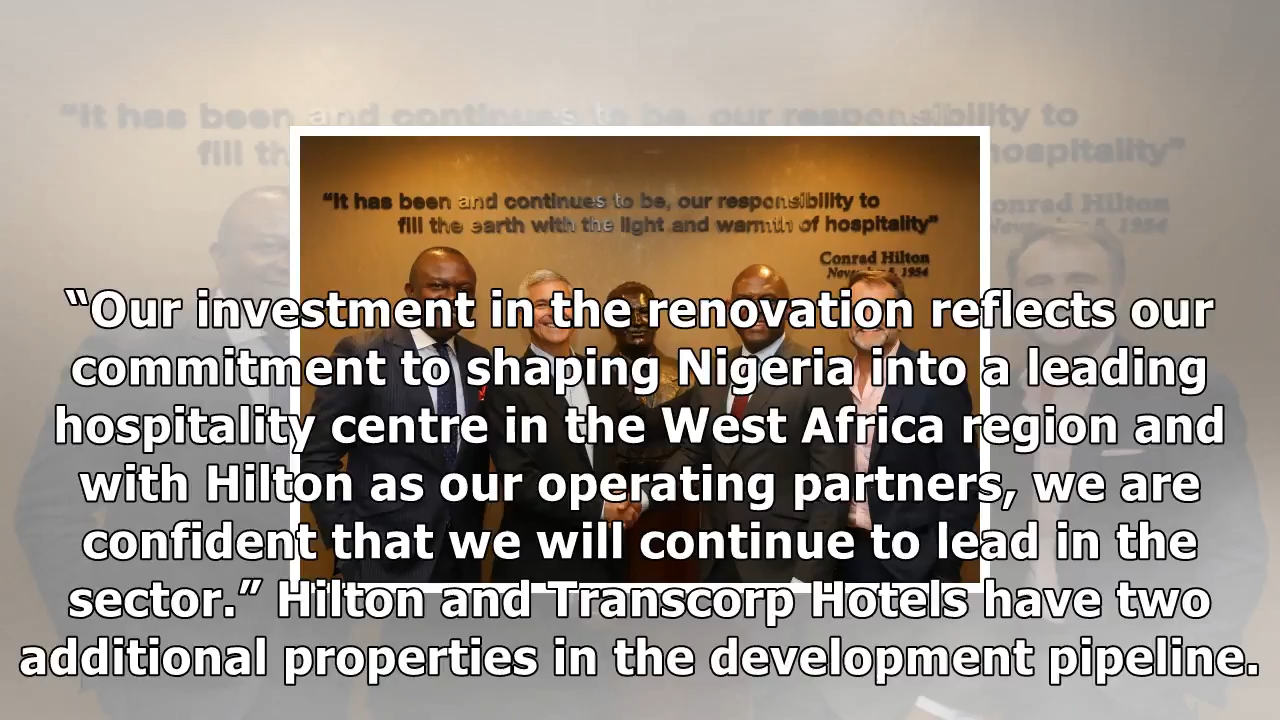 “It has been and continues to be, our responsibility to
fill the earth with the light and warmth of hospitality”
Conrad Hilton
November 5, 1954
“Our investment in the renovation reflects our
commitment to shaping Nigeria into a leading
hospitality centre in the West Africa region and
with Hilton as our operating partners, we are
confident that we will continue to lead in the
sector.” Hilton and Transcorp Hotels have two
additional properties in the development pipeline.